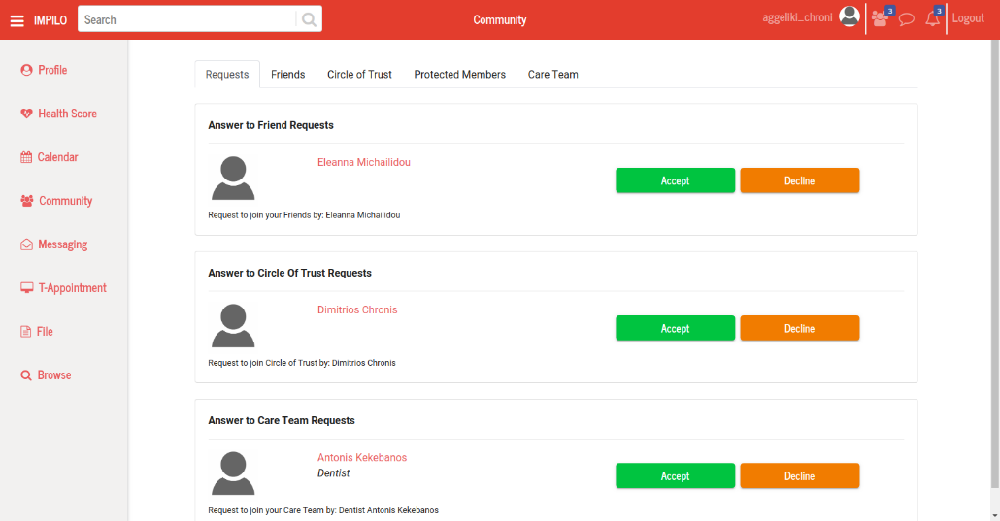 IMPILO
Search
Community
aggeliki_chroni
3
3
Logout
Profile
Health Score
Calendar
Community
Messaging
T-Appointment
File
Browse
Requests
Friends
Circle of Trust
Protected Members
Care Team
Answer to Friend Requests
Eleanna Michailidou
Accept
Decline
Request to join your Friends by: Eleanna Michailidou
Answer to Circle Of Trust Requests
Dimitrios Chronis
Accept
Decline
Request to join Circle of Trust by: Dimitrios Chronis
Answer to Care Team Requests
Antonis Kekebanos
Dentist
Accept
Decline
Request to join your Care Team by: Dentist Antonis Kekebanos